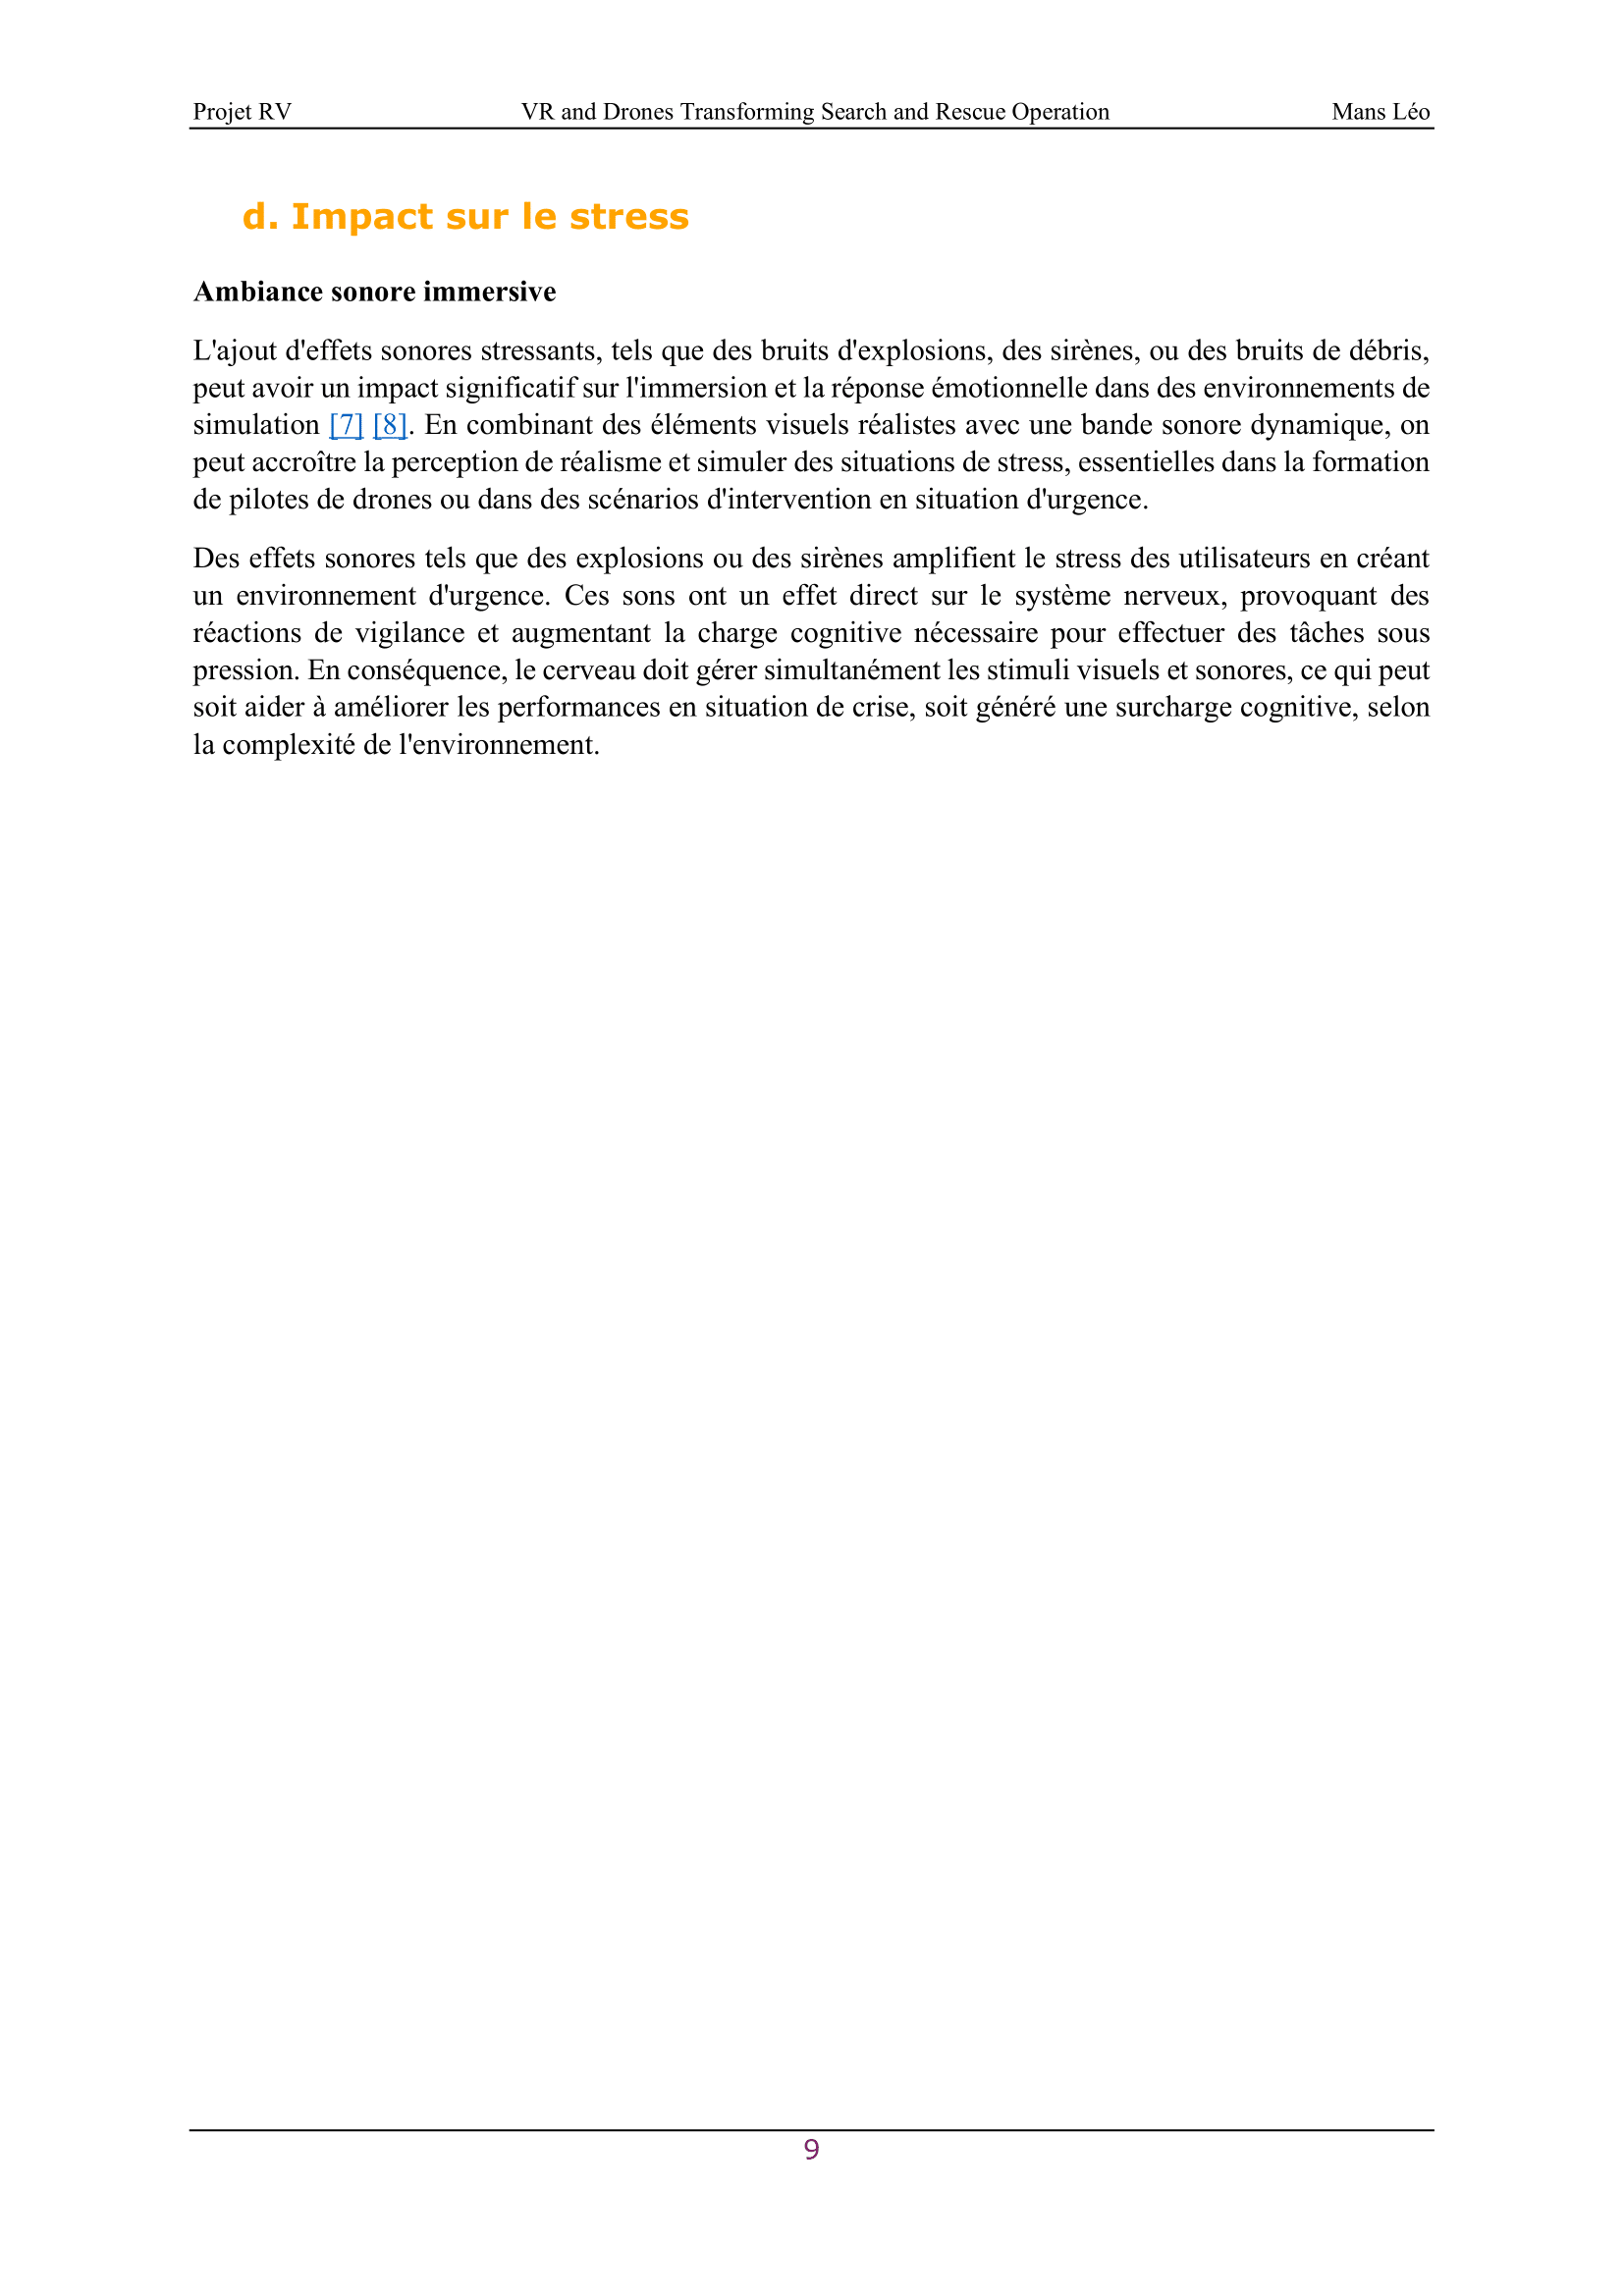 Projet RV VR and Drones Transforming Search and Rescue Operation Mans Léo
d. Impact sur le stress
Ambiance sonore immersive
L'ajout d'effets sonores stressants, tels que des bruits d'explosions, des sirènes, ou des bruits de débris,
peut avoir un impact significatif sur l'immersion et la réponse émotionnelle dans des environnements de
simulation [7] [8]. En combinant des éléments visuels réalistes avec une bande sonore dynamique, on
peut accroître la perception de réalisme et simuler des situations de stress, essentielles dans la formation
de pilotes de drones ou dans des scénarios d'intervention en situation d'urgence.
Des effets sonores tels que des explosions ou des sirènes amplifient le stress des utilisateurs en créant
un environnement d'urgence. Ces sons ont un effet direct sur le système nerveux, provoquant des
réactions de vigilance et augmentant la charge cognitive nécessaire pour effectuer des tâches sous
pression. En conséquence, le cerveau doit gérer simultanément les stimuli visuels et sonores, ce qui peut
soit aider à améliorer les performances en situation de crise, soit généré une surcharge cognitive, selon
la complexité de l'environnement.
9